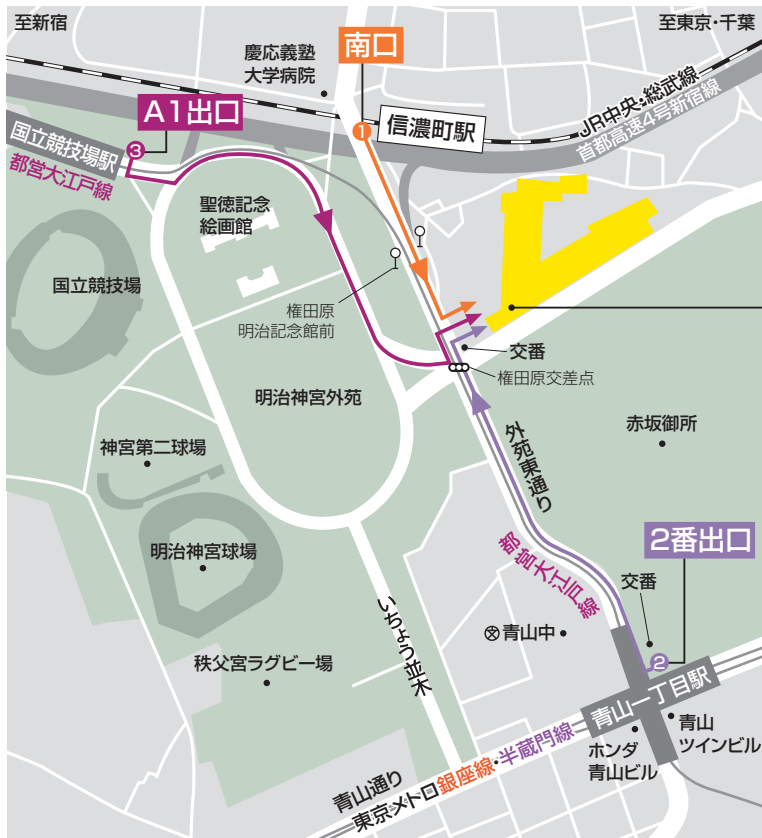 至新宿
至東京・千葉
慶応義塾
大学病院
南口
A1出口
1
信濃町駅
JR中央・総武線
首都高速4号新宿線
国立競技場駅
3
都営大江戸線
聖徳記念
絵画館
国立競技場
権田原
明治記念館前
交番
権田原交差点
明治神宮外苑
外苑東通り
赤坂御所
神宮第二球場
明治神宮球場
2番出口
都営大江戸線
交番
いちょう並木
文青山中
2
秩父宮ラグビー場
青山一丁目駅
青山
ツインビル
ホンダ
青山ビル
青山通り
東京メトロ銀座線・半蔵門線